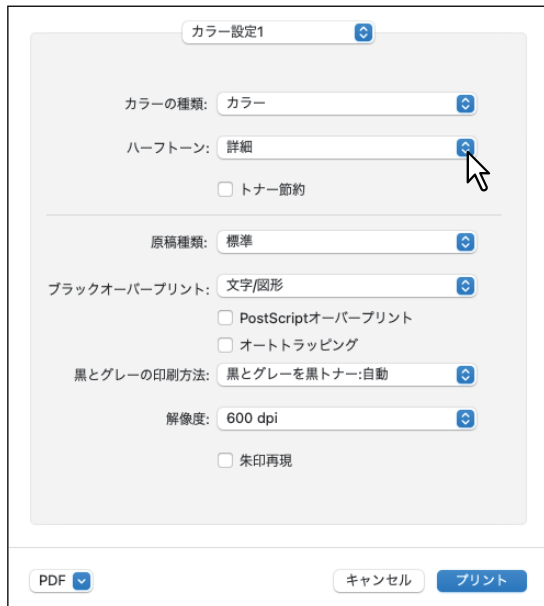 カラー設定1
カラーの種類: カラー
ハーフトーン: 詳細
トナー節約
原稿種類: 標準
ブラックオーバープリント: 文字/図形
PostScriptオーバープリント
オートトラッピング
黒とグレーの印刷方法: 黒とグレーを黒トナー:自動
解像度: 600 dpi
朱印再現
PDF キャンセル プリント